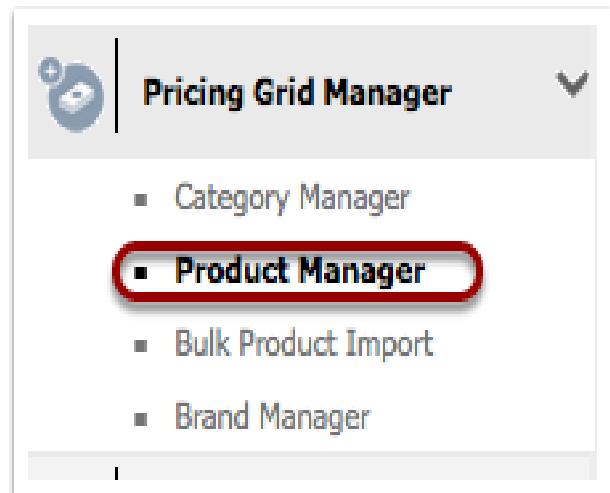 Pricing Grid Manager
Category Manager
Product Manager
Bulk Product Import
Brand Manager